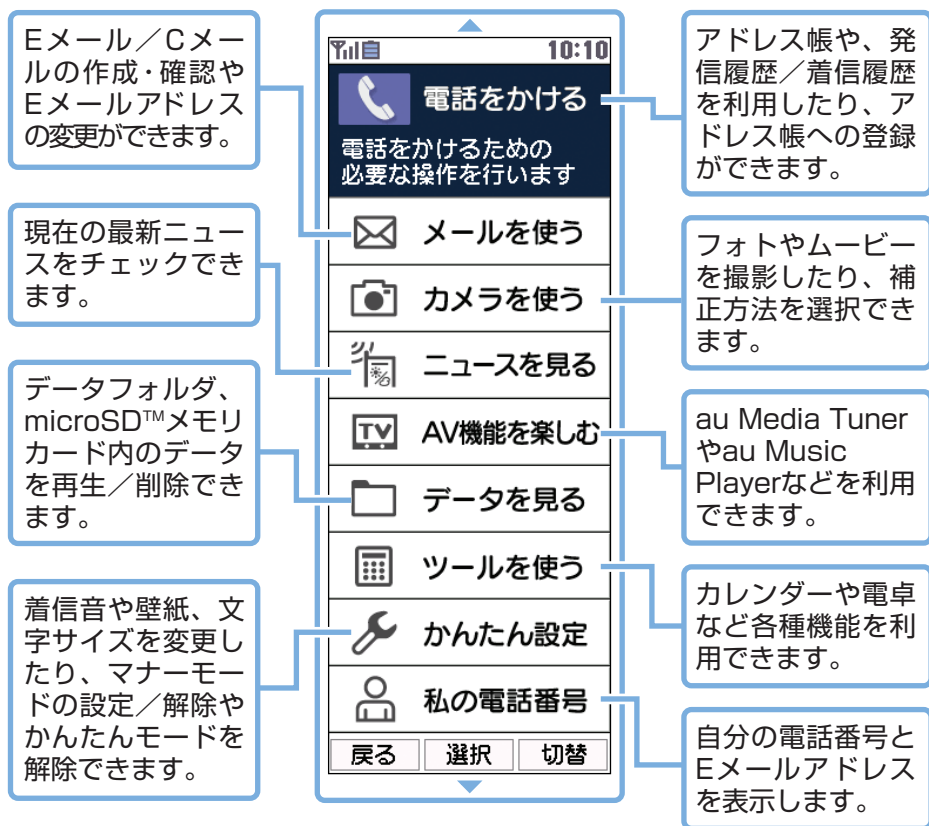 Eメール／Cメー
ルの作成・確認や
Eメールアドレス
の変更ができます。
現在の最新ニュー
スをチェックでき
ます。
データフォルダ、
microSD™メモリ
カード内のデータ
を再生／削除でき
ます。
着信音や壁紙、文
字サイズを変更し
たり、マナーモー
ドの設定／解除や
かんたんモードを
解除できます。
10:10
電話をかける
電話をかけるための
必要な操作を行います
メールを使う
カメラを使う
ニュースを見る
TV AV機能を楽しむ
データを見る
ツールを使う
かんたん設定
私の電話番号
戻る 選択 切替
アドレス帳や、発
信履歴／着信履歴
を利用したり、ア
ドレス帳への登録
ができます。
フォトやムービー
を撮影したり、補
正方法を選択でき
ます。
au Media Tuner
やau Music
Playerなどを利用
できます。
カレンダーや電卓
など各種機能を利
用できます。
自分の電話番号と
Eメールアドレス
を表示します。